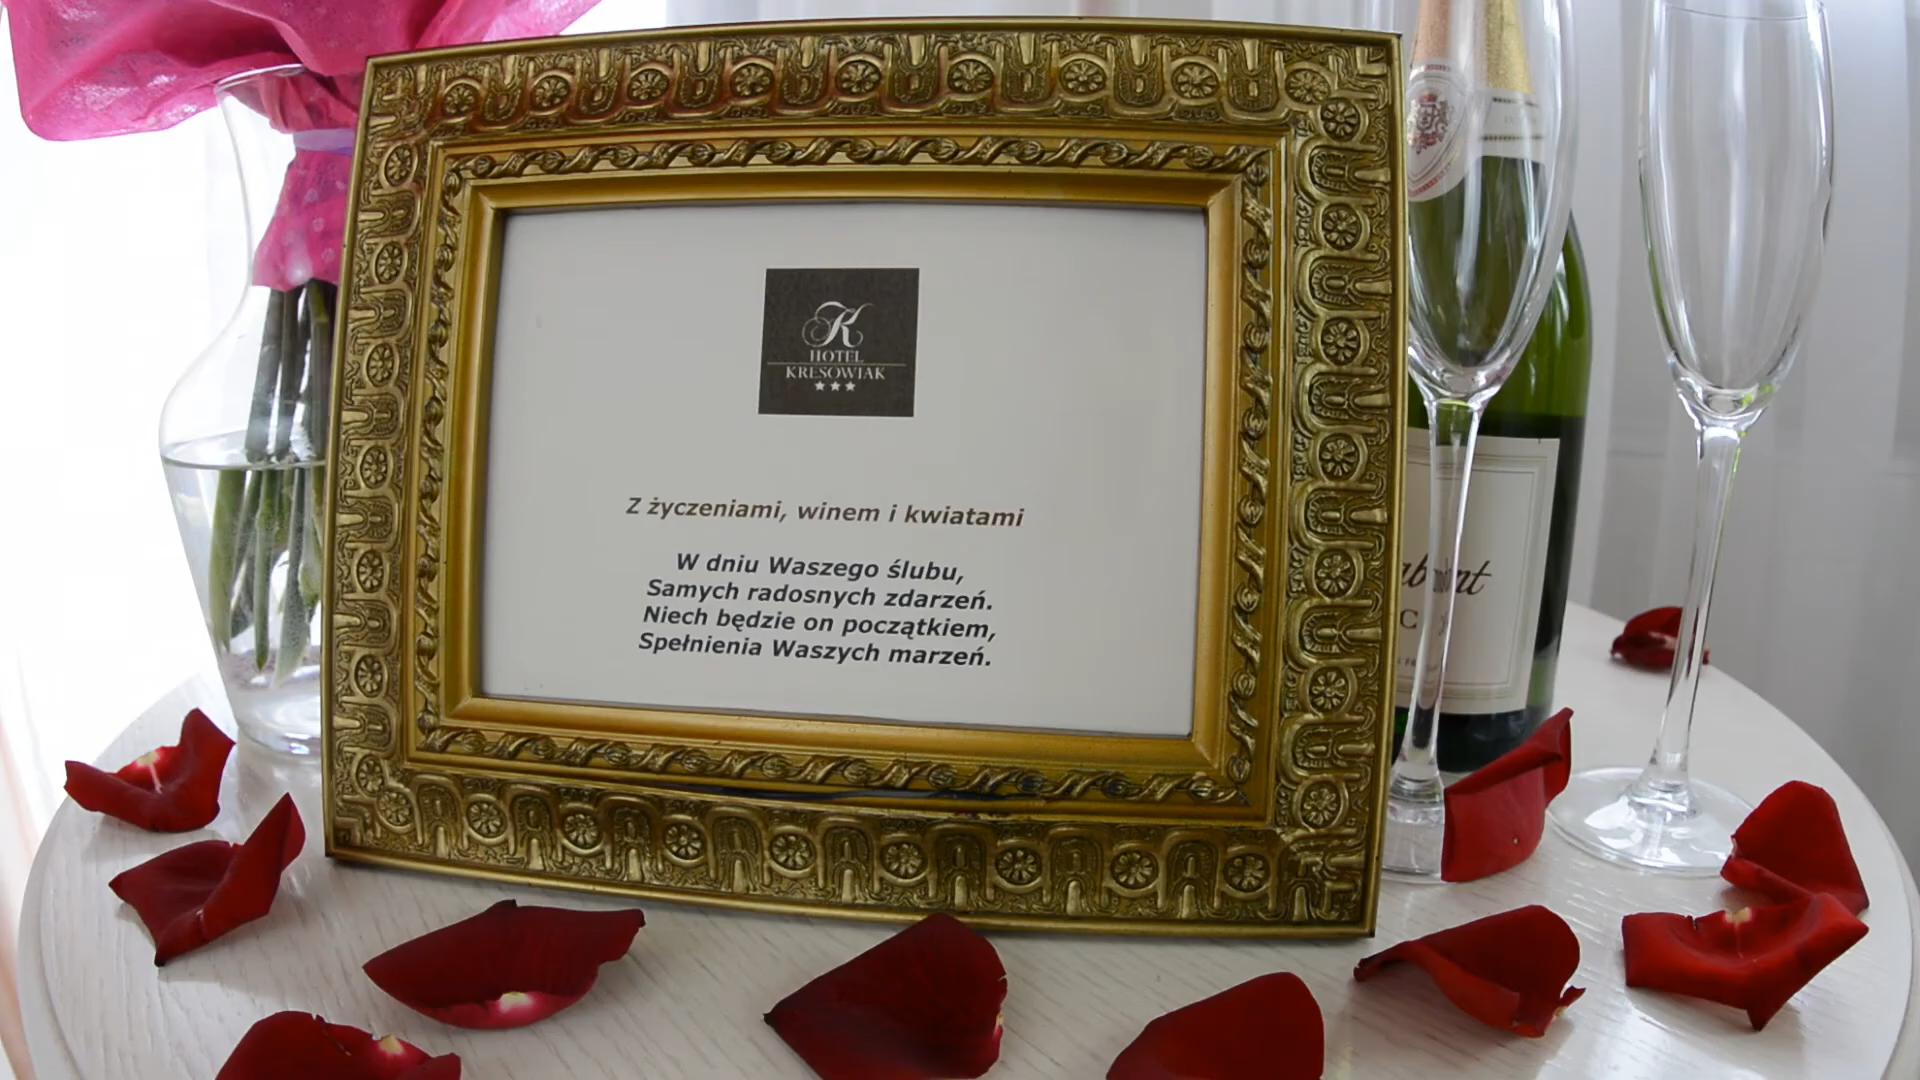 K
HOTEL
KRESOWIAK
Z życzeniami, winem i kwiatami
W dniu Waszego ślubu,
Samych radosnych zdarzeń.
Niech będzie on początkiem,
Spełnienia Waszych marzeń.